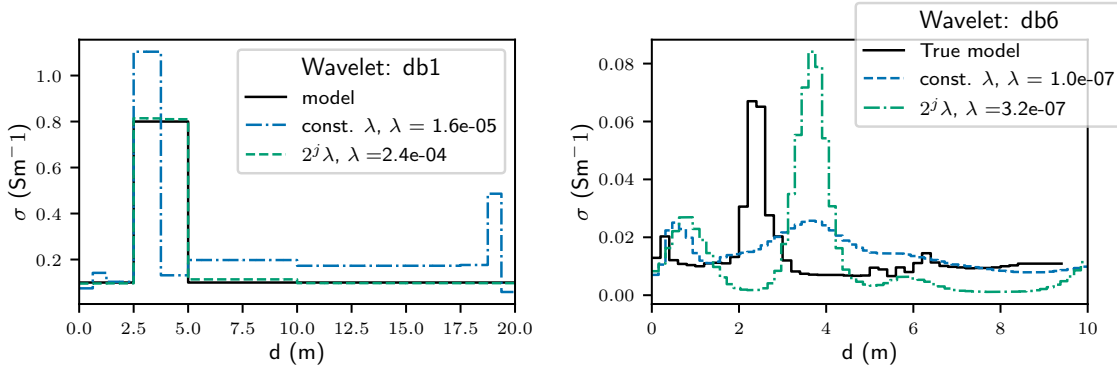 Wavelet: db1
model
const. λ, λ = 1.6e-05
2^j λ, λ =2.4e-04
σ (Sm⁻¹)
1.0
0.8
0.6
0.4
0.2
0.0 2.5 5.0 7.5 10.0 12.5 15.0 17.5 20.0
d (m)
Wavelet: db6
True model
const. λ, λ = 1.0e-07
2^j λ, λ =3.2e-07
σ (Sm⁻¹)
0.08
0.06
0.04
0.02
0.00
0 2 4 6 8 10
d (m)